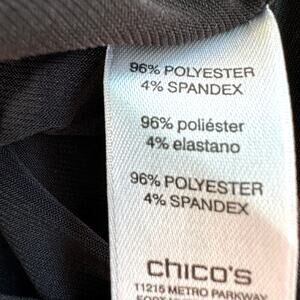 96% POLYESTER
4% SPANDEX
96% poliéster
4% elastano
96% POLYESTER
4% SPANDEX
chico's
11215 METRO PARKWAY